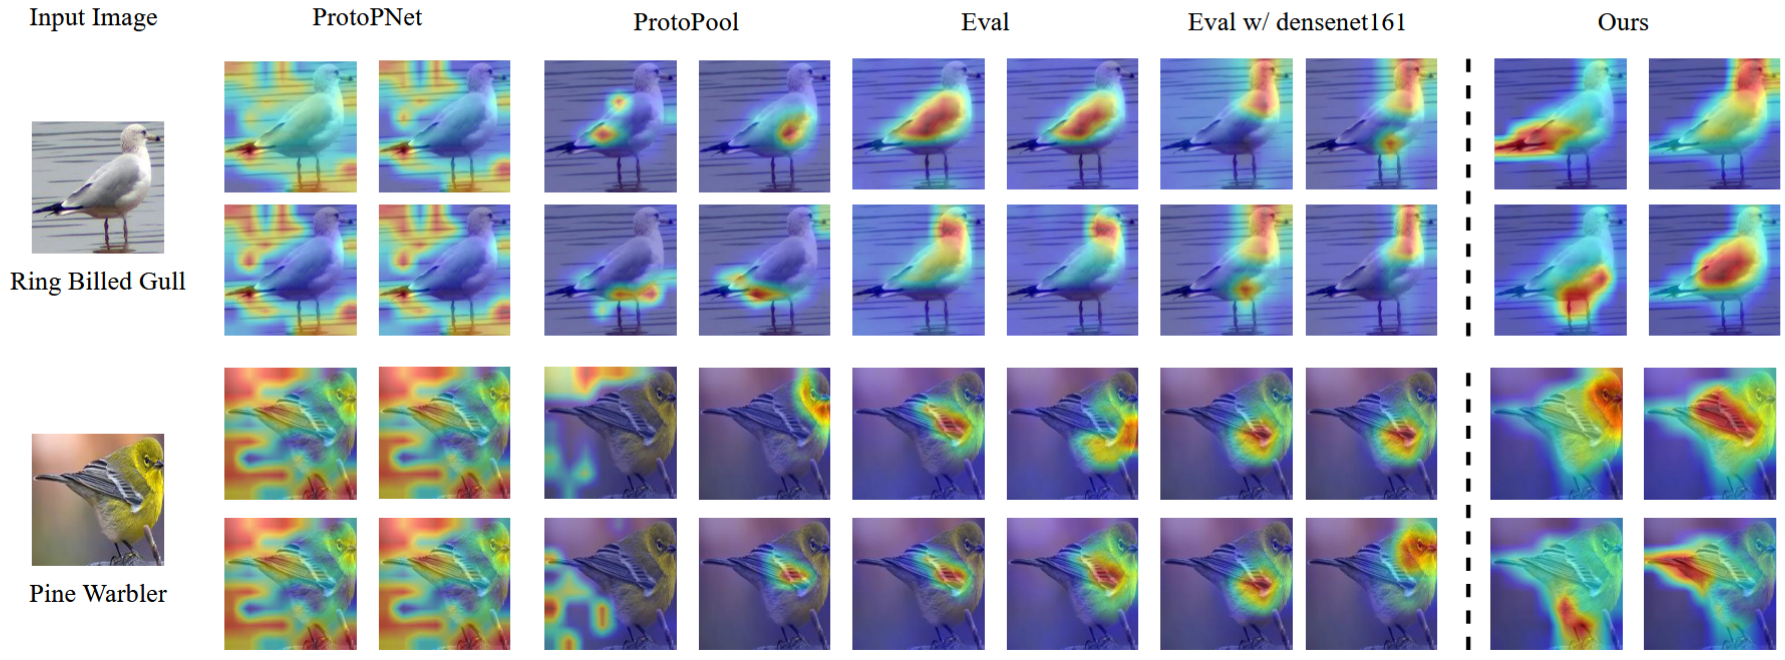 Input Image
ProtoPNet
ProtoPool
Eval
Eval w/ densenet161
Ours
Ring Billed Gull
Pine Warbler